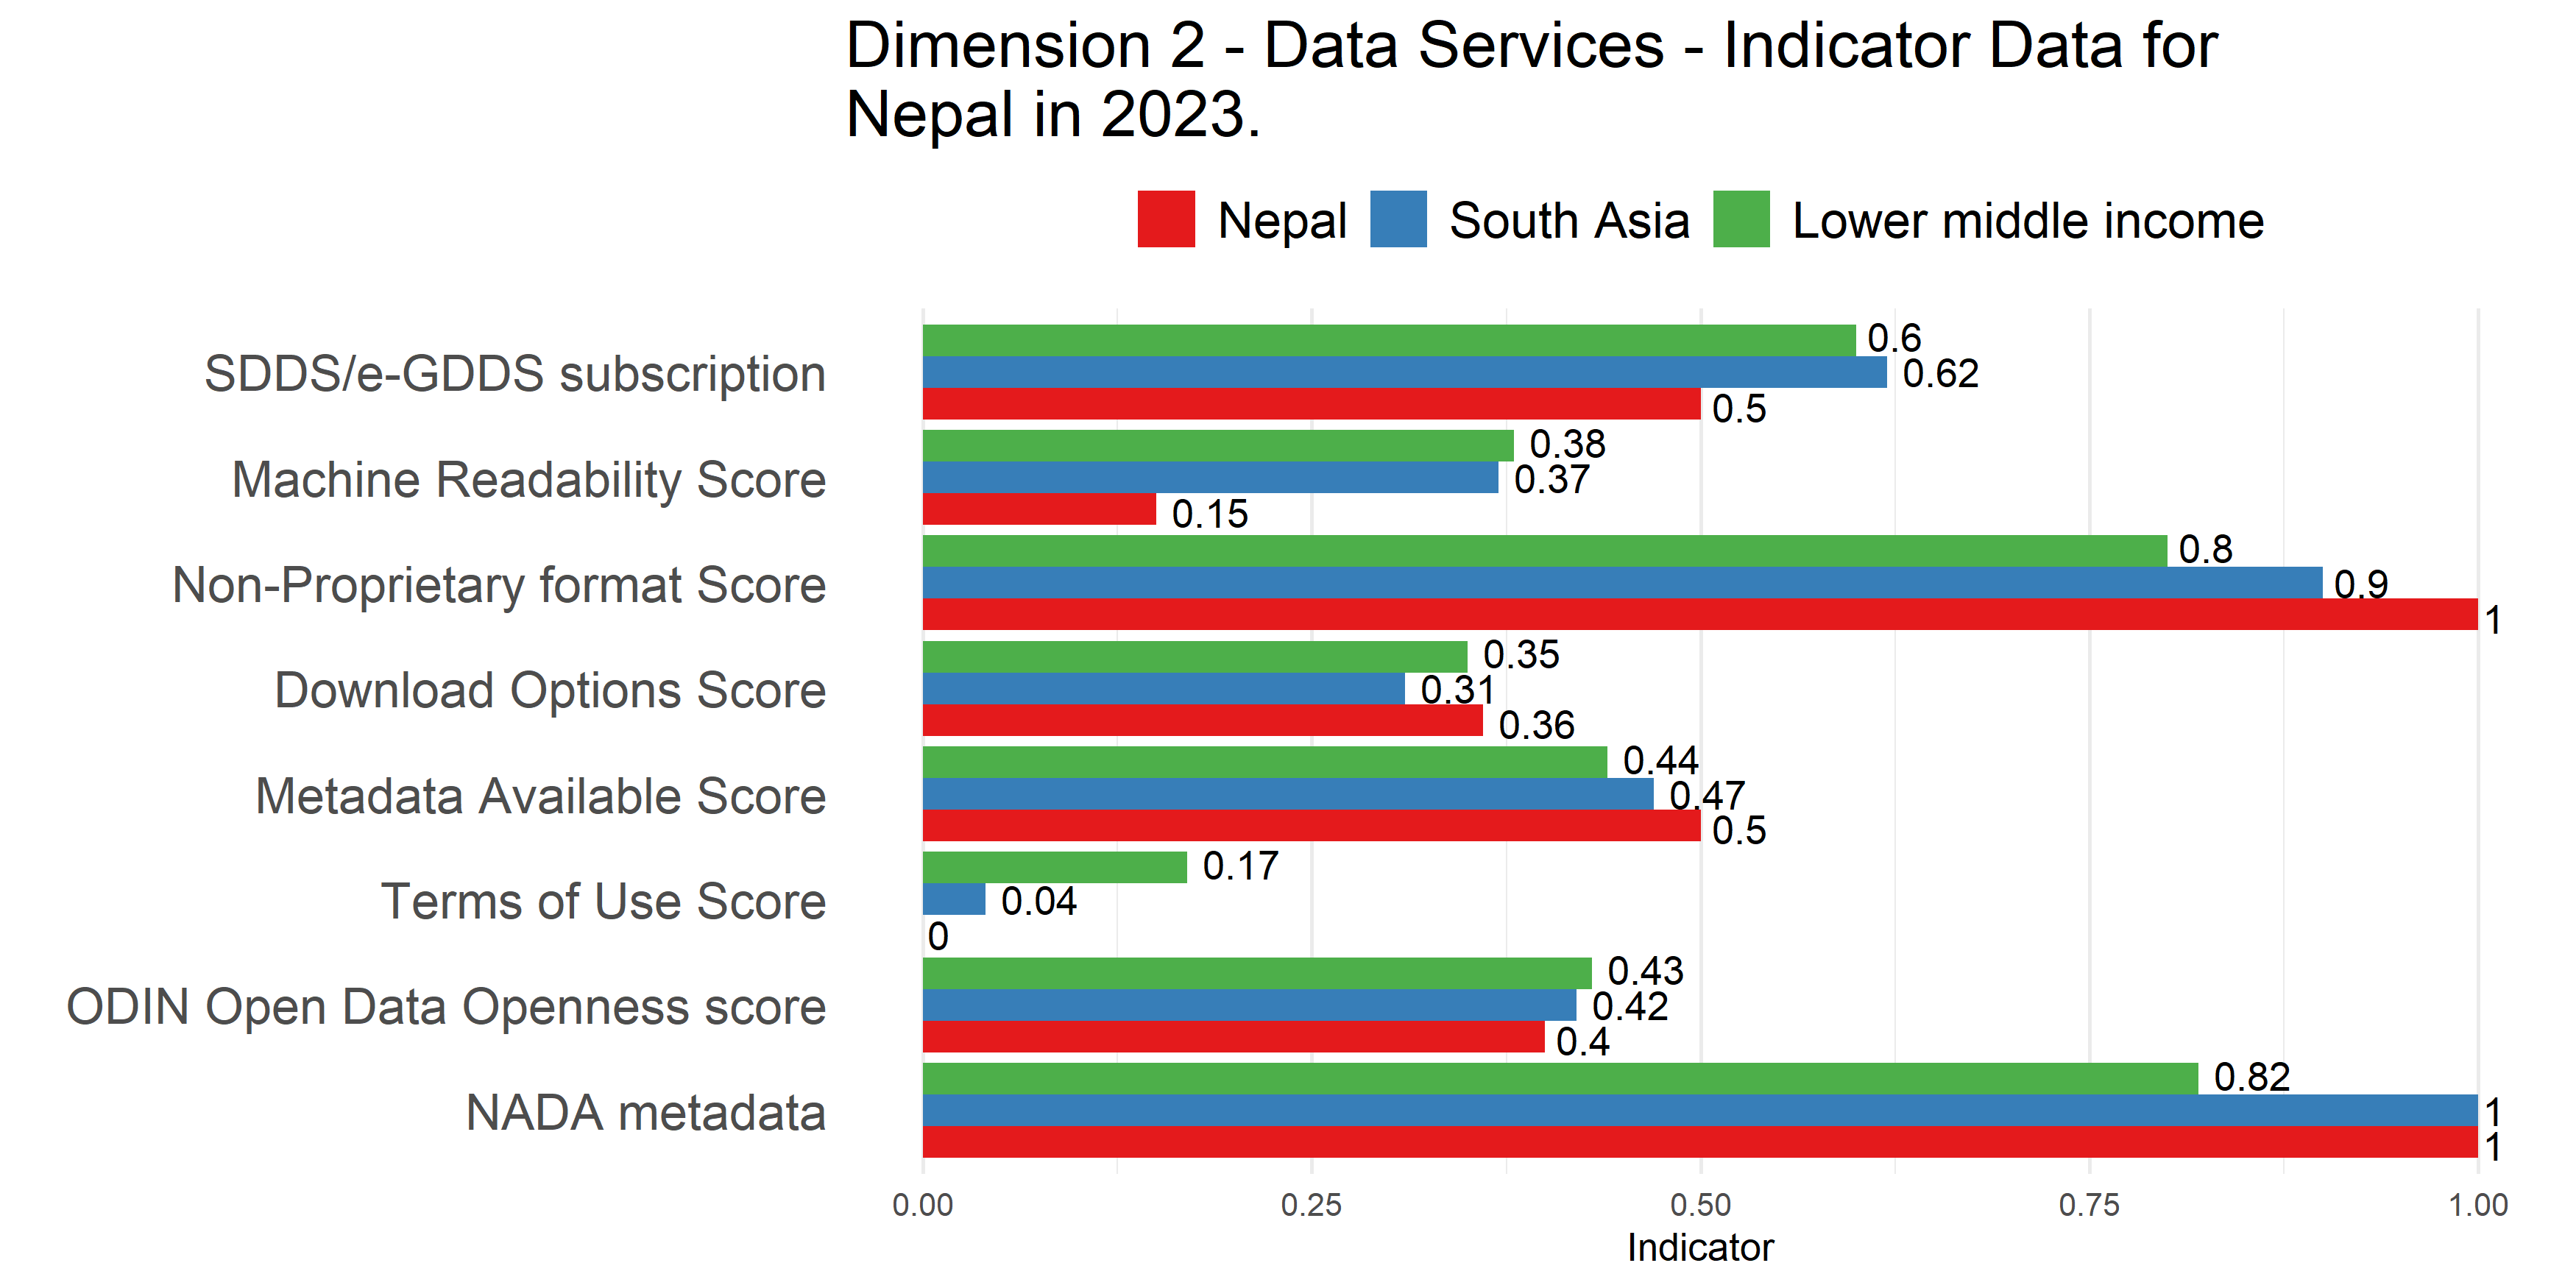 Dimension 2 - Data Services - Indicator Data for
Nepal in 2023.
Nepal South Asia Lower middle income
SDDS/e-GDDS subscription
0.6
0.62
0.5
Machine Readability Score
0.38
0.37
0.15
Non-Proprietary format Score
0.8
0.9
1
Download Options Score
0.35
0.31
0.36
Metadata Available Score
0.44
0.47
0.5
Terms of Use Score
0.17
0.04
0
ODIN Open Data Openness score
0.43
0.42
0.4
NADA metadata
0.82
1
1
0.00 0.25 0.50 0.75 1.00
Indicator